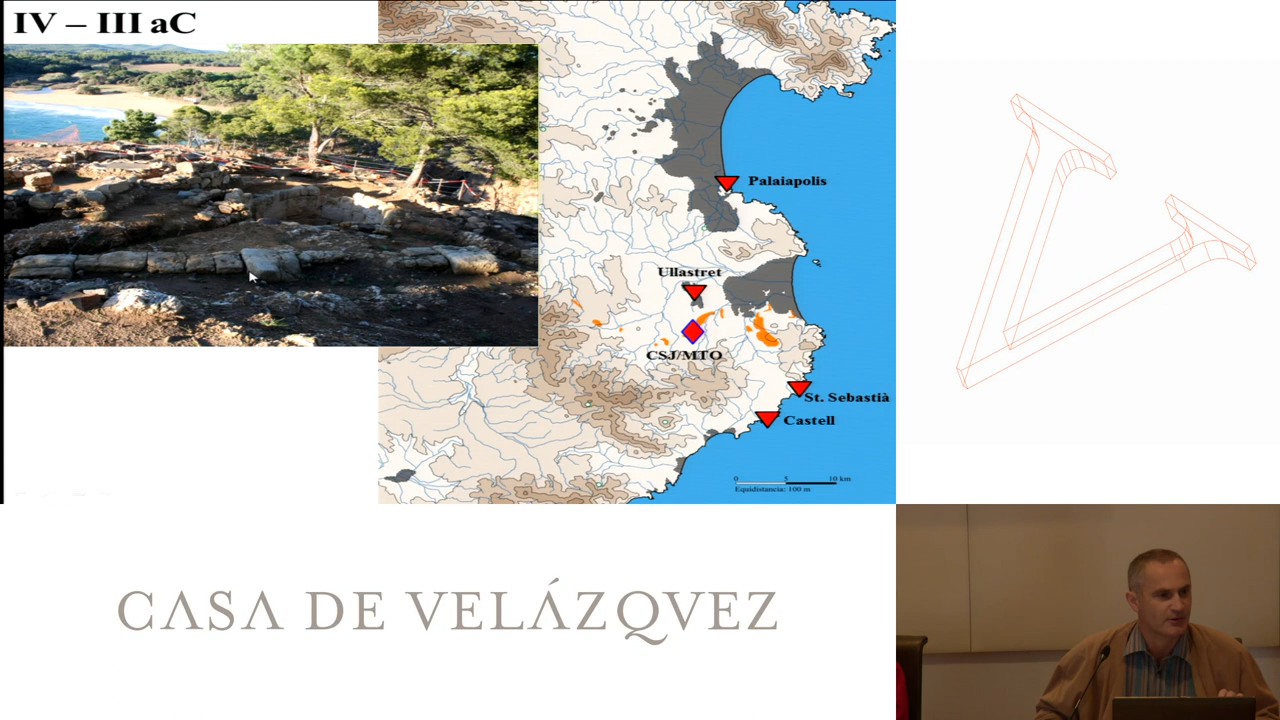 IV – III aC
Palaiapolis
Ullastret
CSJ/MTO
St. Sebastià
Castell
0 5 10 km
Equidistancia: 100 m
CASA DE VELÁZQVEZ